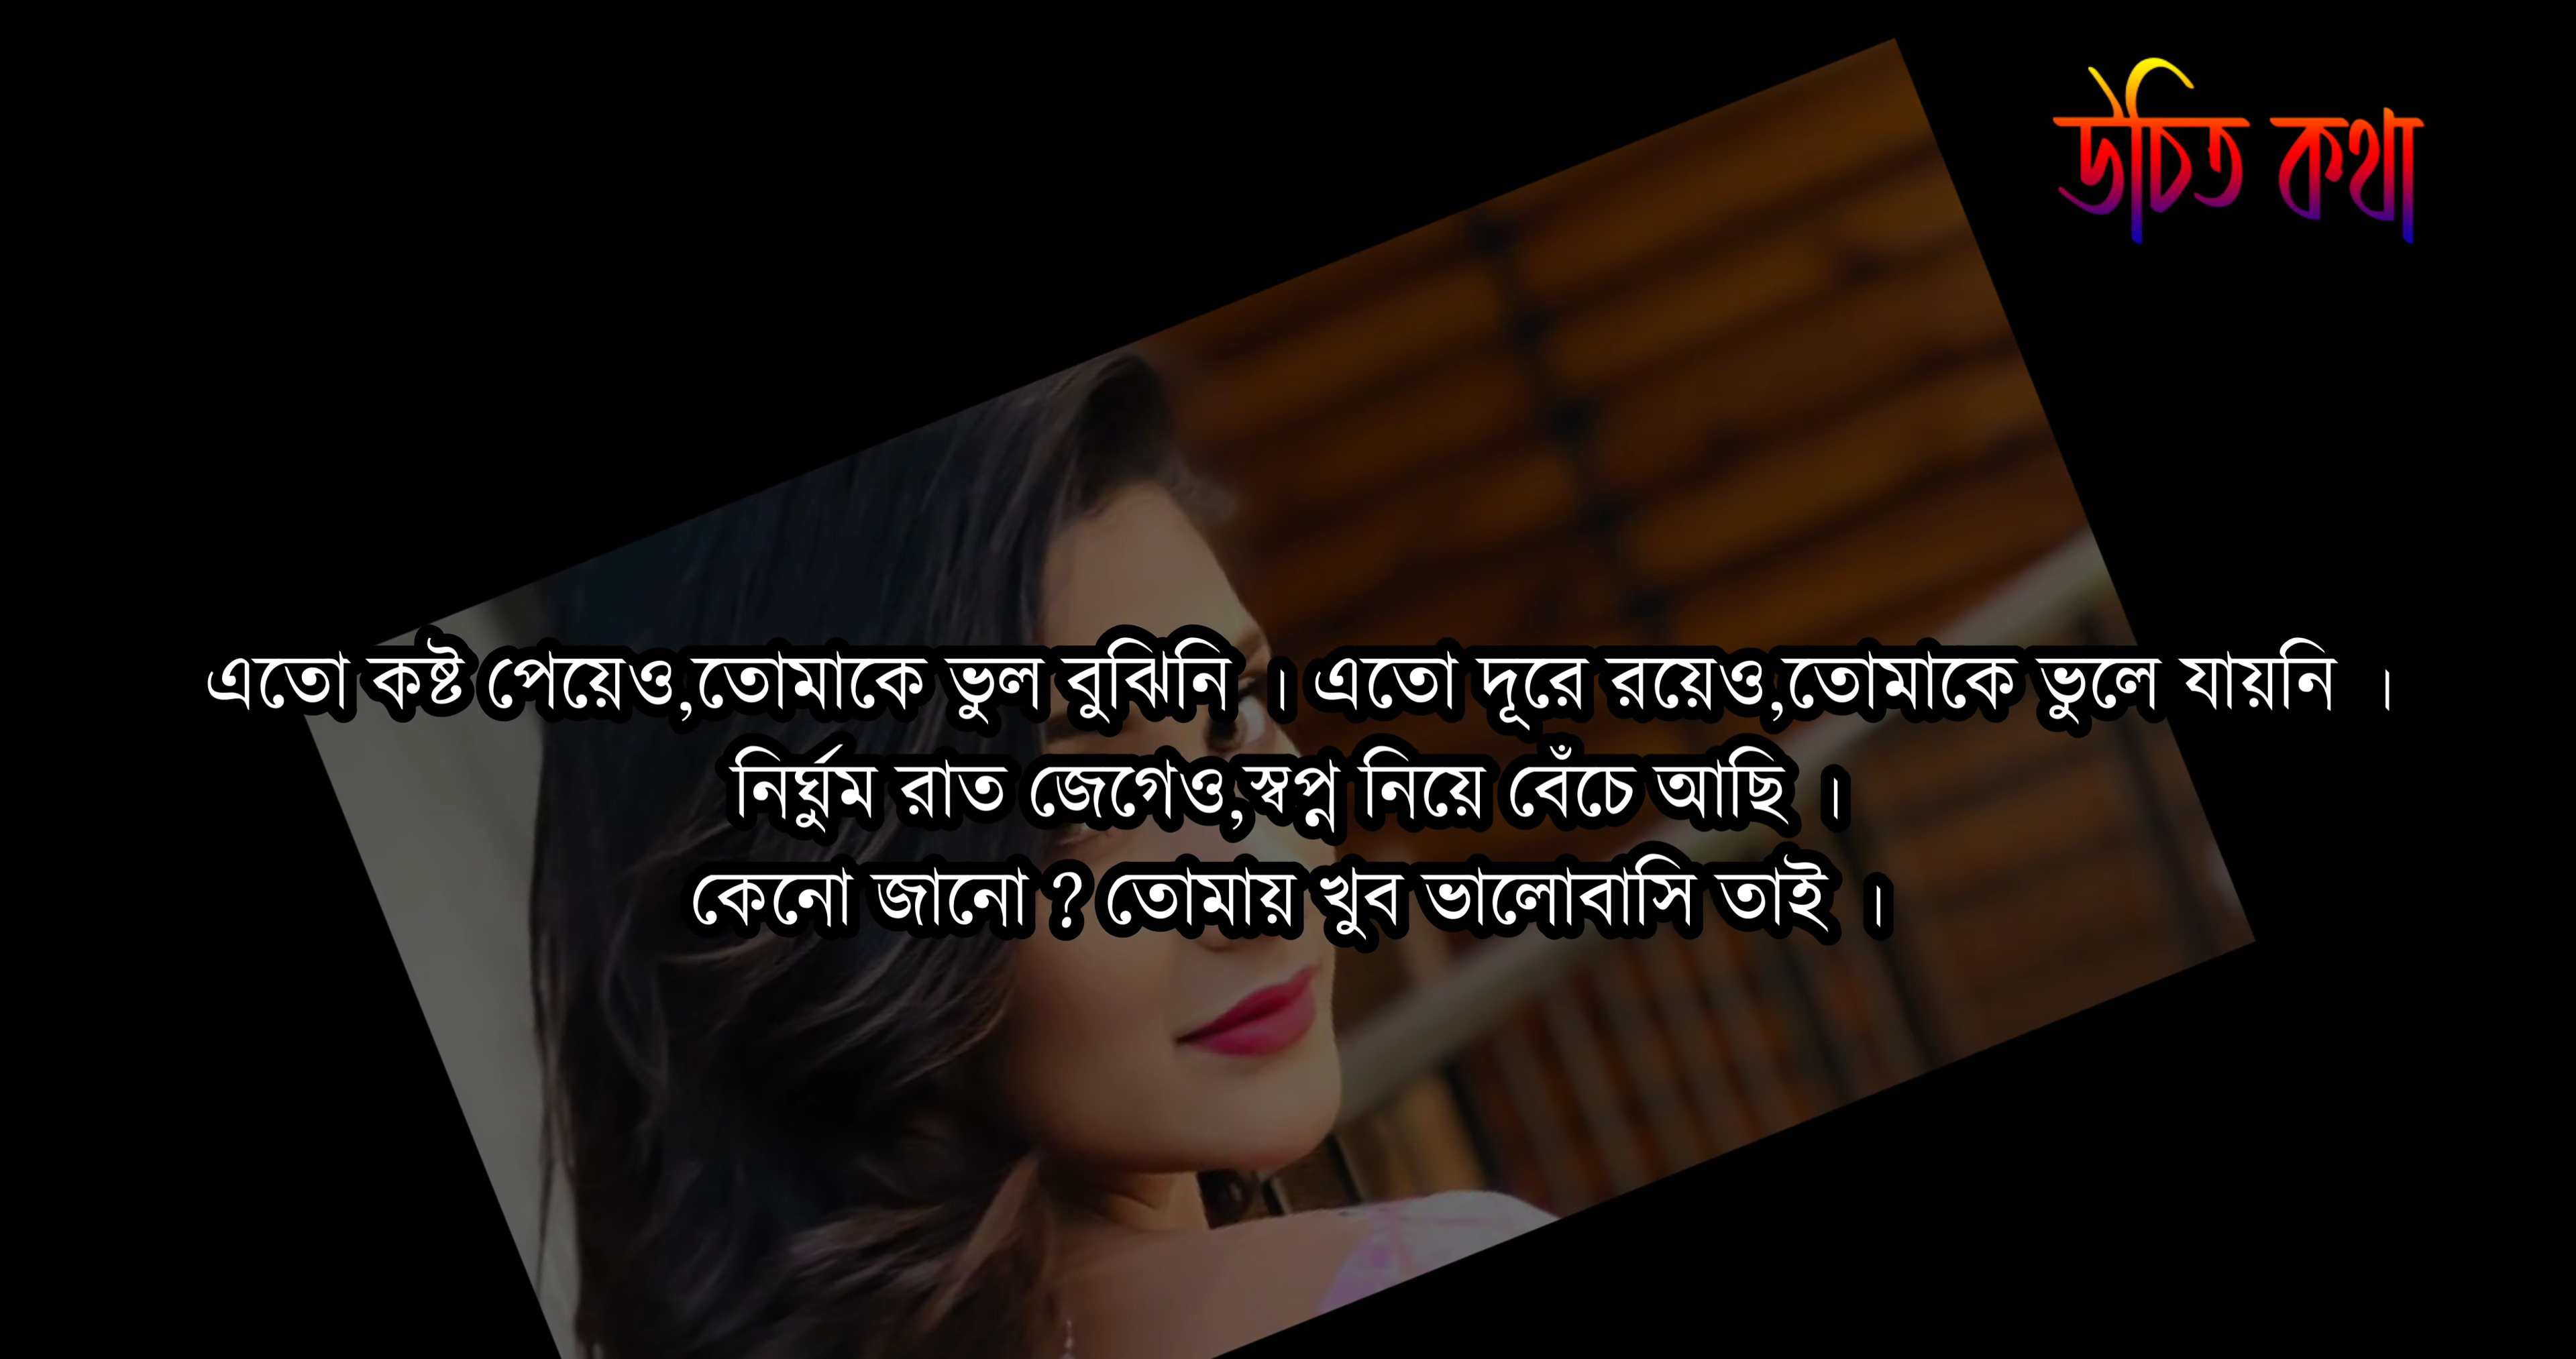 উচিত কথা
এতো কষ্ট পেয়েও,তোমাকে ভুল বুঝিনি । এতো দূরে রয়েও,তোমাকে ভুলে যায়নি ।
নির্ঘুম রাত জেগেও,স্বপ্ন নিয়ে বেঁচে আছি ।
কেনো জানো ? তোমায় খুব ভালোবাসি তাই ।